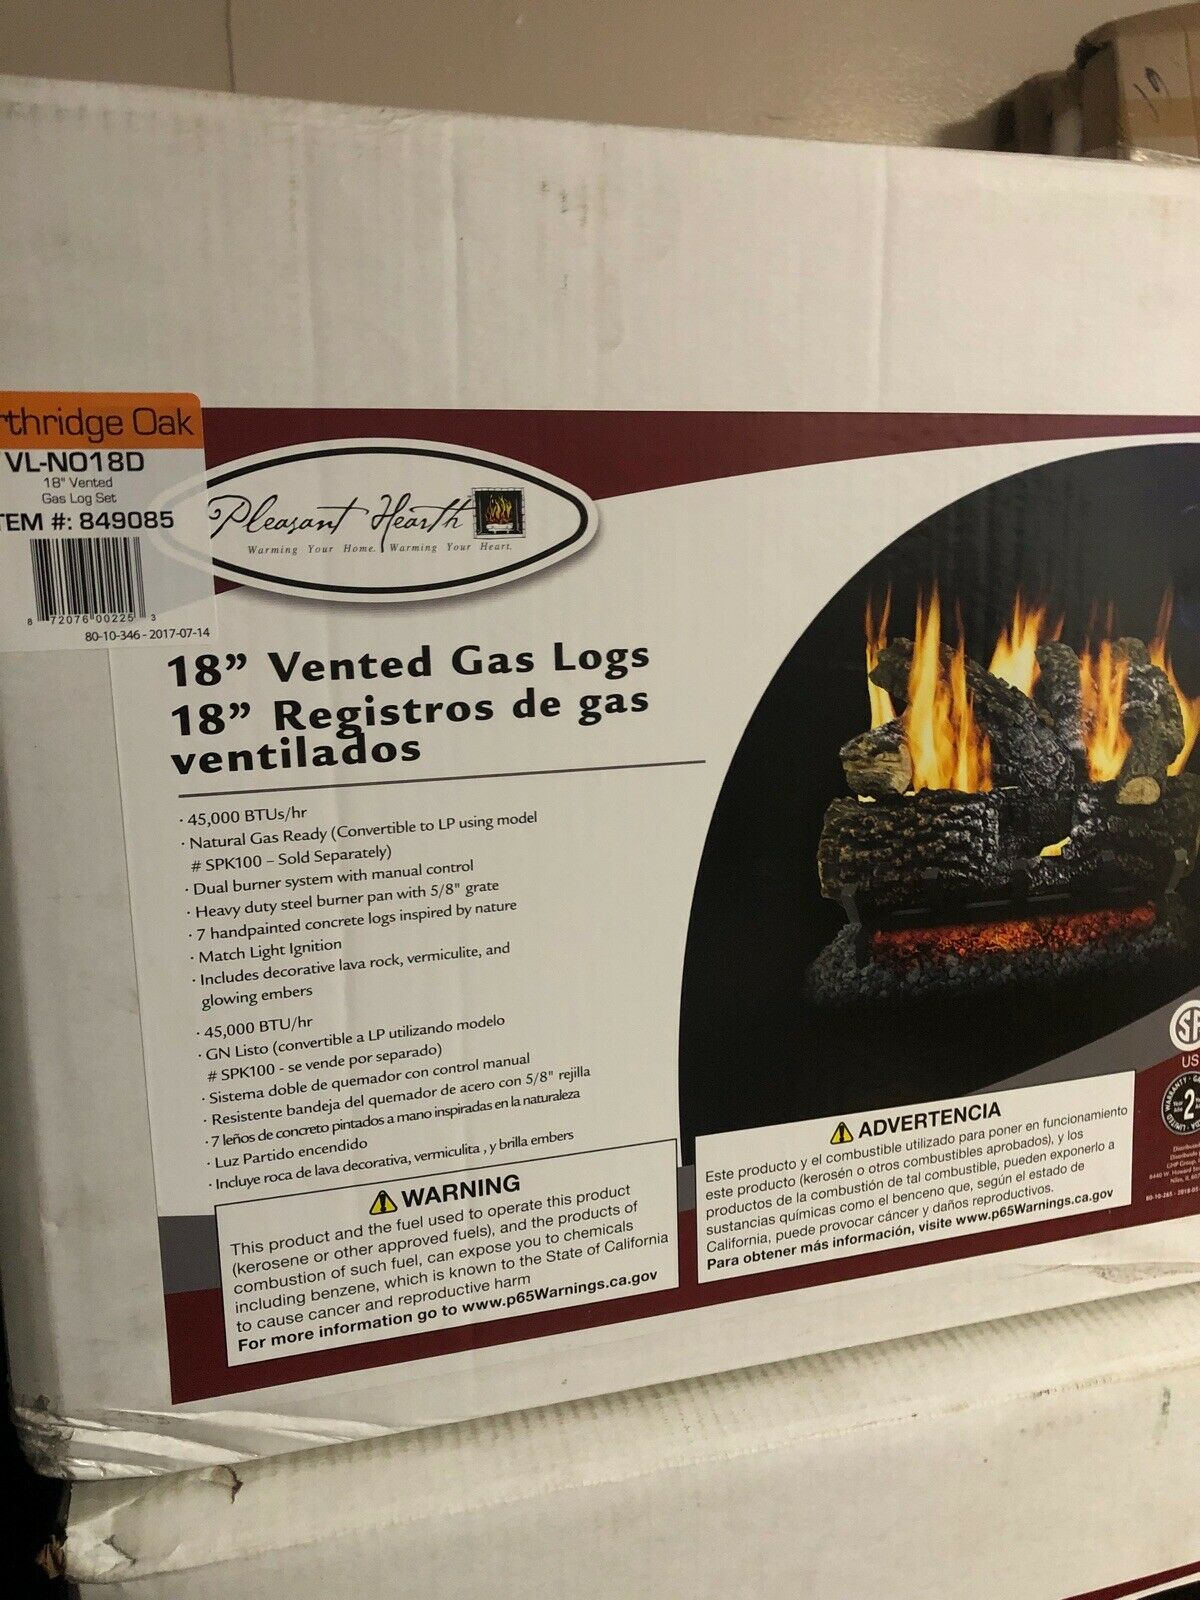 Oak
VL-NO18D
18" Vented
Gas Log Set
#: 849085
8 72076 00225 3
80-10-346 - 2017-07-14
Pleasant Hearth
Warming Your Home. Warming Your Heart.
18” Vented Gas Logs
18” Registros de gas
ventilados
· 45,000 BTUs/hr
· Natural Gas Ready (Convertible to LP using model
# SPK100 – Sold Separately)
· Dual burner system with manual control
· Heavy duty steel burner pan with 5/8" grate
· 7 handpainted concrete logs inspired by nature
· Match Light Ignition
· Includes decorative lava rock, vermiculite, and
glowing embers
· 45,000 BTU/hr
· GN Listo (convertible a LP utilizando modelo
# SPK100 - se vende por separado)
· Sistema doble de quemador con control manual
· Resistente bandeja del quemador de acero con 5/8" rejilla
· 7 leños de concreto pintados a mano inspiradas en la naturaleza
· Luz Partido encendido
· Incluye roca de lava decorativa, vermiculita , y brilla embers
WARNING
This product and the fuel used to operate this product
(kerosene or other approved fuels), and the products of
combustion of such fuel, can expose you to chemicals
including benzene, which is known to the State of California
to cause cancer and reproductive harm
For more information go to www.p65Warnings.ca.gov
ADVERTENCIA
Este producto y el combustible utilizado para poner en funcionamiento
este producto (kerosén o otros combustibles aprobados), y los
productos de la combustión de tal combustible, pueden exponerlo a
sustancias químicas como el benceno que, según el estado de
California, puede provocar cáncer y daños reproductivos.
Para obtener más información, visite www.p65Warnings.ca.gov
US
2
19